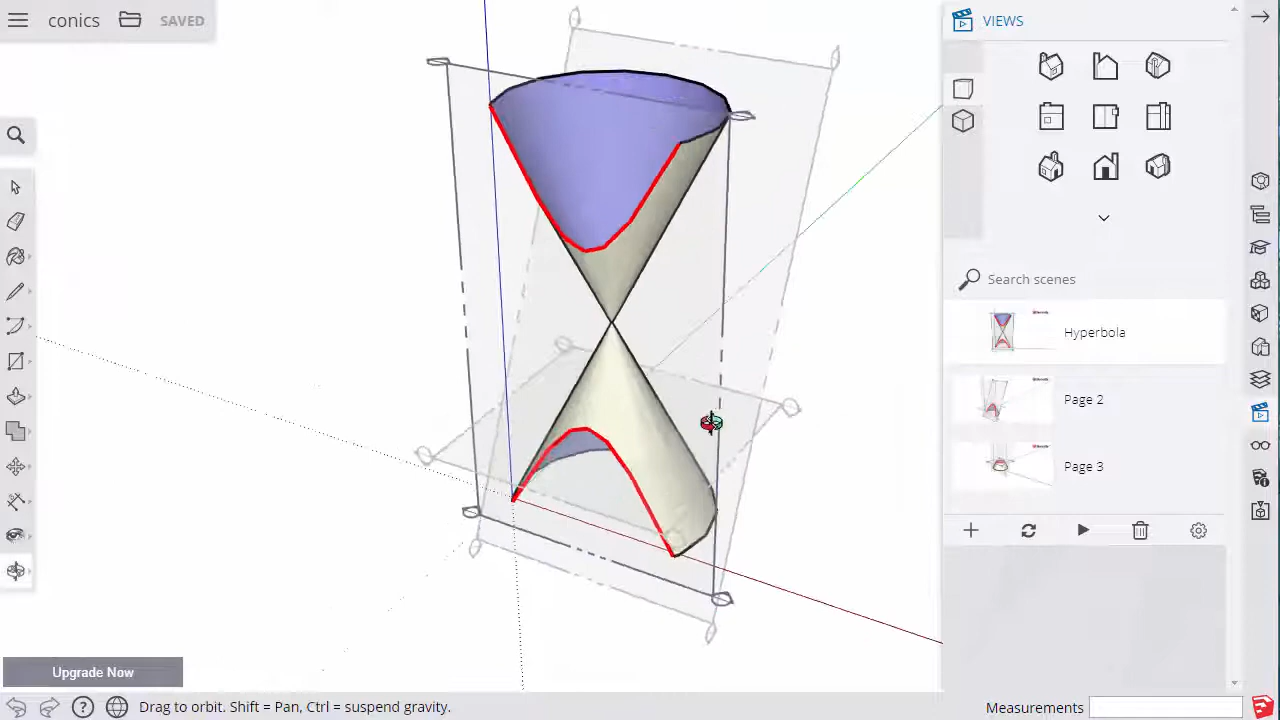 conics
SAVED
VIEWS
Search scenes
Hyperbola
Page 2
Page 3
Upgrade Now
Drag to orbit. Shift = Pan, Ctrl = suspend gravity.
Measurements